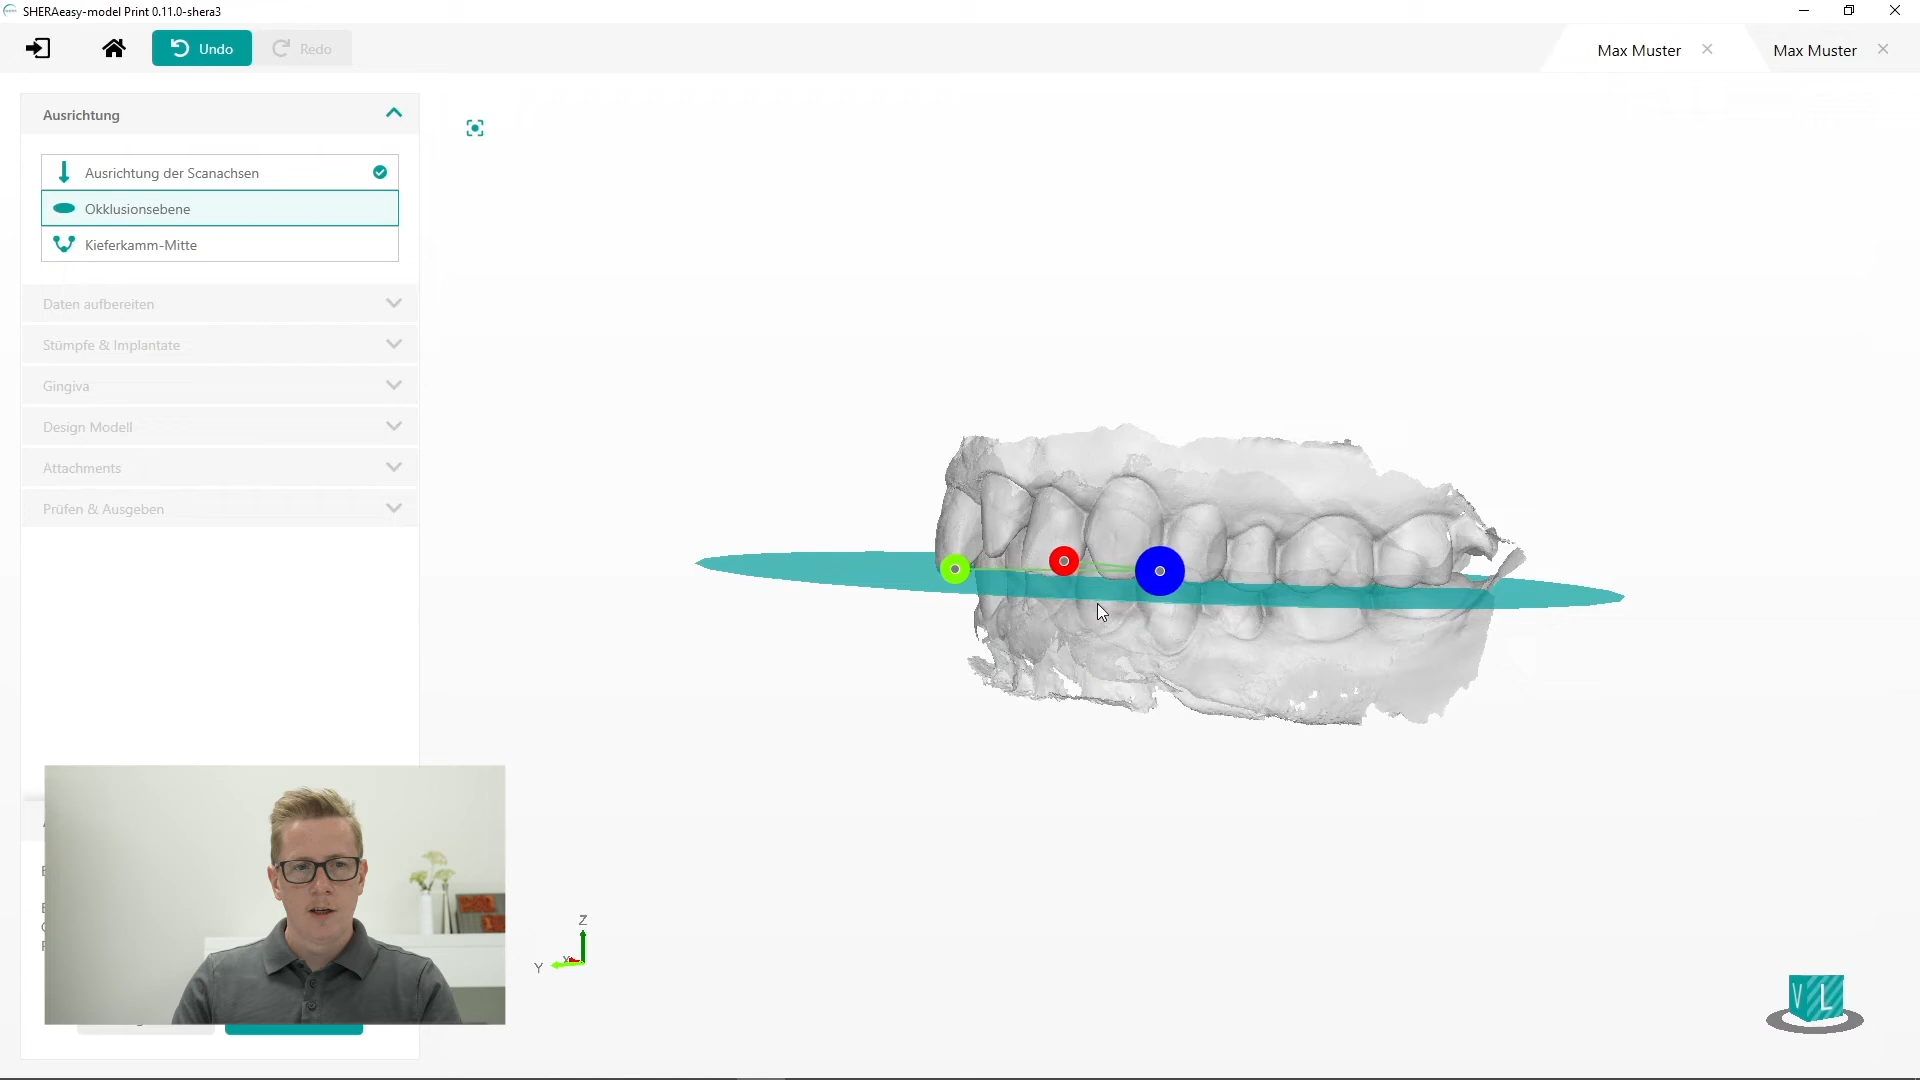 SHERAeasy-model Print 0.11.0-shera3
Undo
Redo
Max Muster
Max Muster
Ausrichtung
Ausrichtung der Scanachsen
Okklusionsebene
Kieferkamm-Mitte
Daten aufbereiten
Stümpfe & Implantate
Gingiva
Design Modell
Attachments
Prüfen & Ausgeben
Z
Y
X
V L